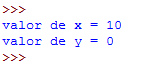 >>>
valor de x = 10
valor de y = 0
>>>